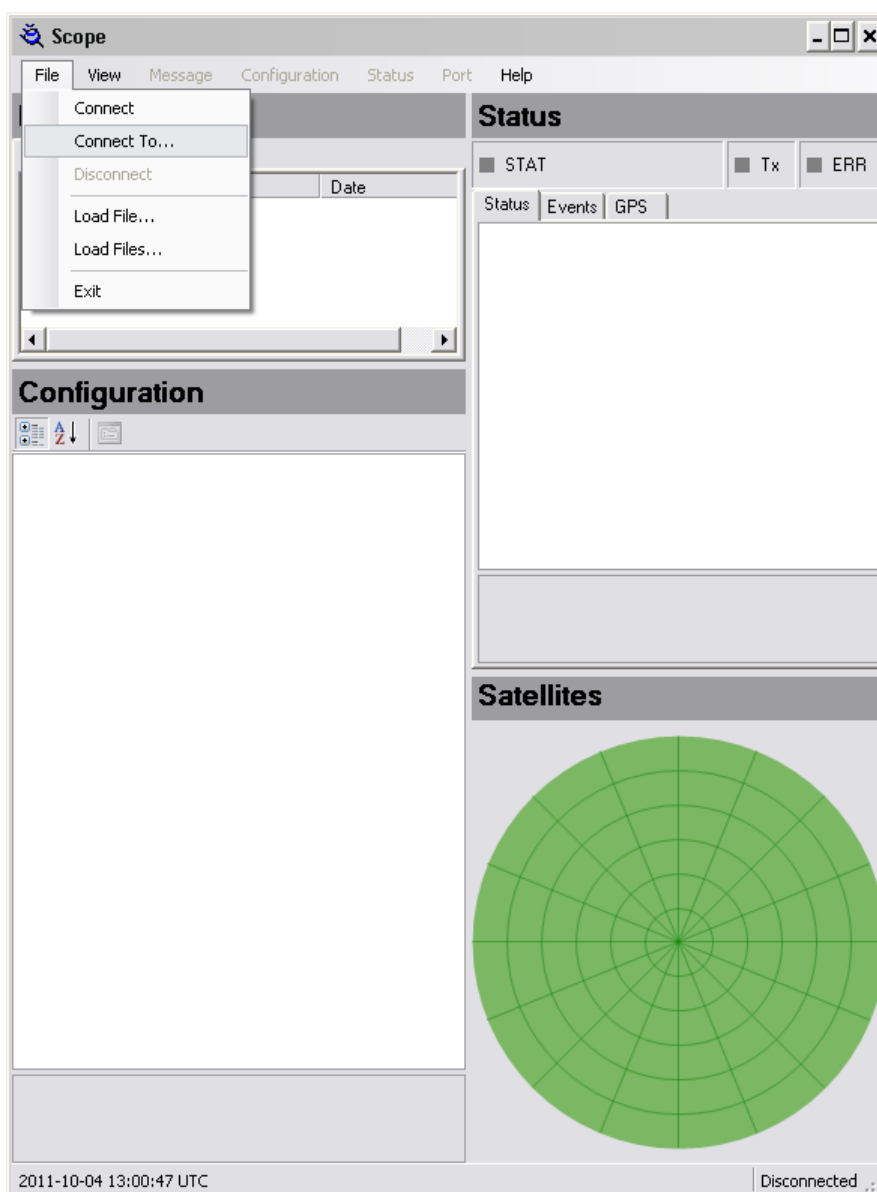 Scope
File View Message Configuration Status Port Help
Connect
Connect To...
Disconnect
Load File...
Load Files...
Exit
Date
Status
STAT Tx ERR
Status Events GPS
Configuration
A
Z
Satellites
2011-10-04 13:00:47 UTC Disconnected